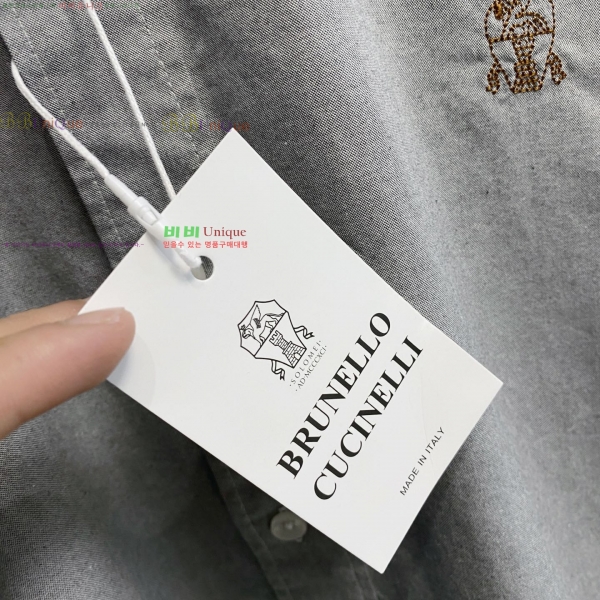 비비 Unique
믿을수 있는 명품구매대행
·SOLOMEI·
·AD·MCCCXCI·
BRUNELLO
CUCINELLI
MADE IN ITALY